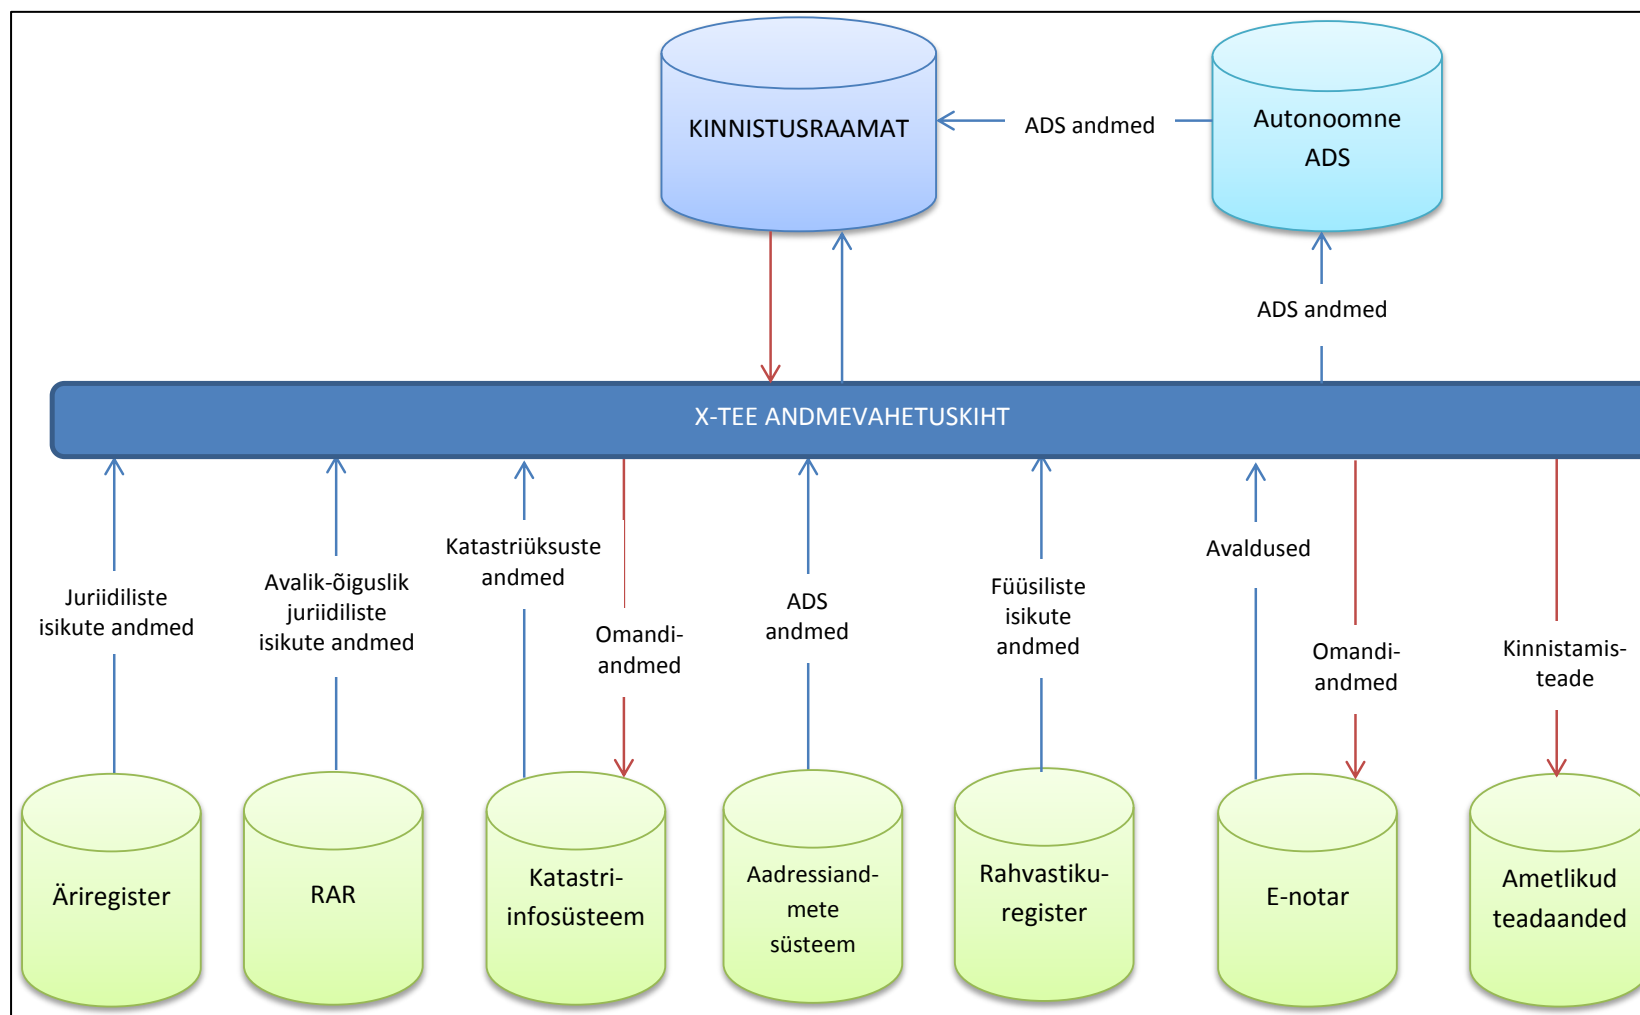 KINNISTUSRAAMAT
ADS andmed
Autonoomne
ADS
ADS andmed
X-TEE ANDMEVAHETUSKIHT
Juriidiliste
isikute andmed
Avalik-õiguslik
juriidiliste
isikute andmed
Katastriüksuste
andmed
Omandi-
andmed
ADS
andmed
Füüsiliste
isikute
andmed
Avaldused
Omandi-
andmed
Kinnistamis-
teade
Äriregister
RAR
Katastri-
infosüsteem
Aadressiand-
mete
süsteem
Rahvastiku-
register
E-notar
Ametlikud
teadaanded